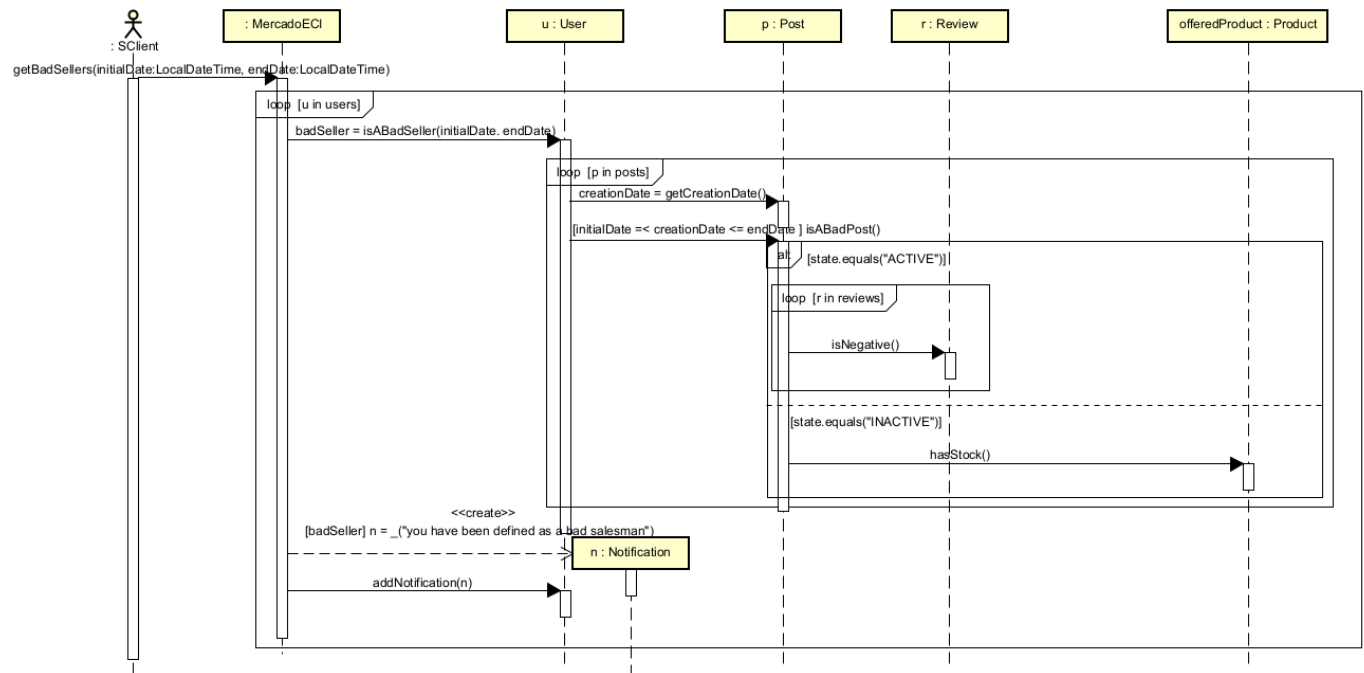 : SClient
: MercadoECI
u : User
p : Post
r : Review
offeredProduct : Product
getBadSellers(initialDate:LocalDateTime, endDate:LocalDateTime)
loop [u in users]
badSeller = isABadSeller(initialDate. endDate)
loop [p in posts]
creationDate = getCreationDate()
[initialDate =< creationDate <= endDate ] isABadPost()
alt [state.equals("ACTIVE")]
loop [r in reviews]
isNegative()
[state.equals("INACTIVE")]
hasStock()
<<create>>
[badSeller] n = _("you have been defined as a bad salesman")
n : Notification
addNotification(n)